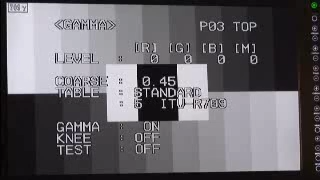 <GAMMA> P03 TOP
[R] [G] [B] [M]
LEVEL : 0 0 0 0
COARSE : 0.45
TABLE : STANDARD
: 5 ITU-R709
GAMMA : ON
KNEE : OFF
TEST : OFF